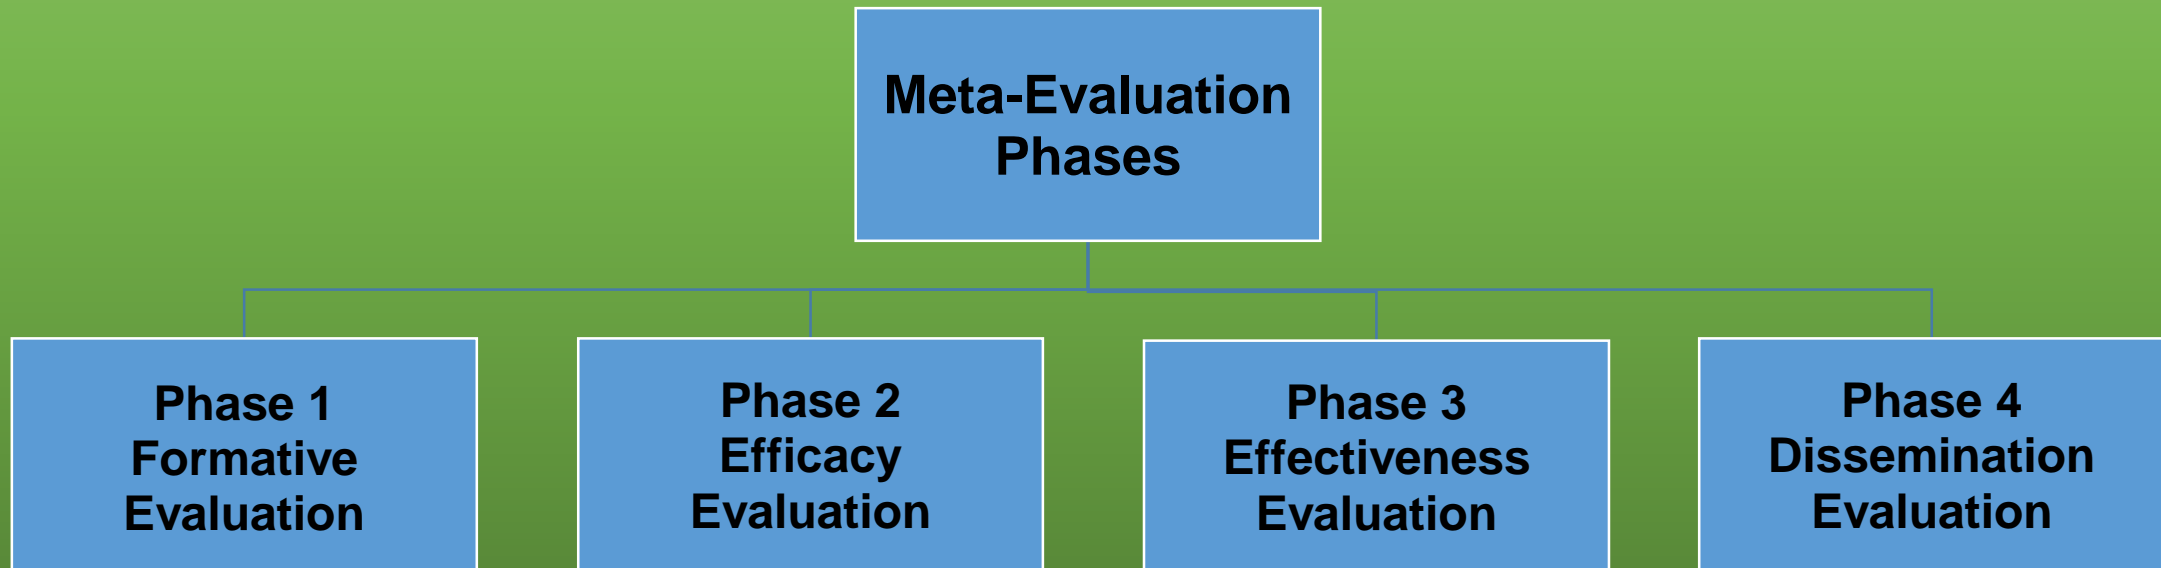 Meta-Evaluation
Phases
Phase 1
Formative
Evaluation
Phase 2
Efficacy
Evaluation
Phase 3
Effectiveness
Evaluation
Phase 4
Dissemination
Evaluation